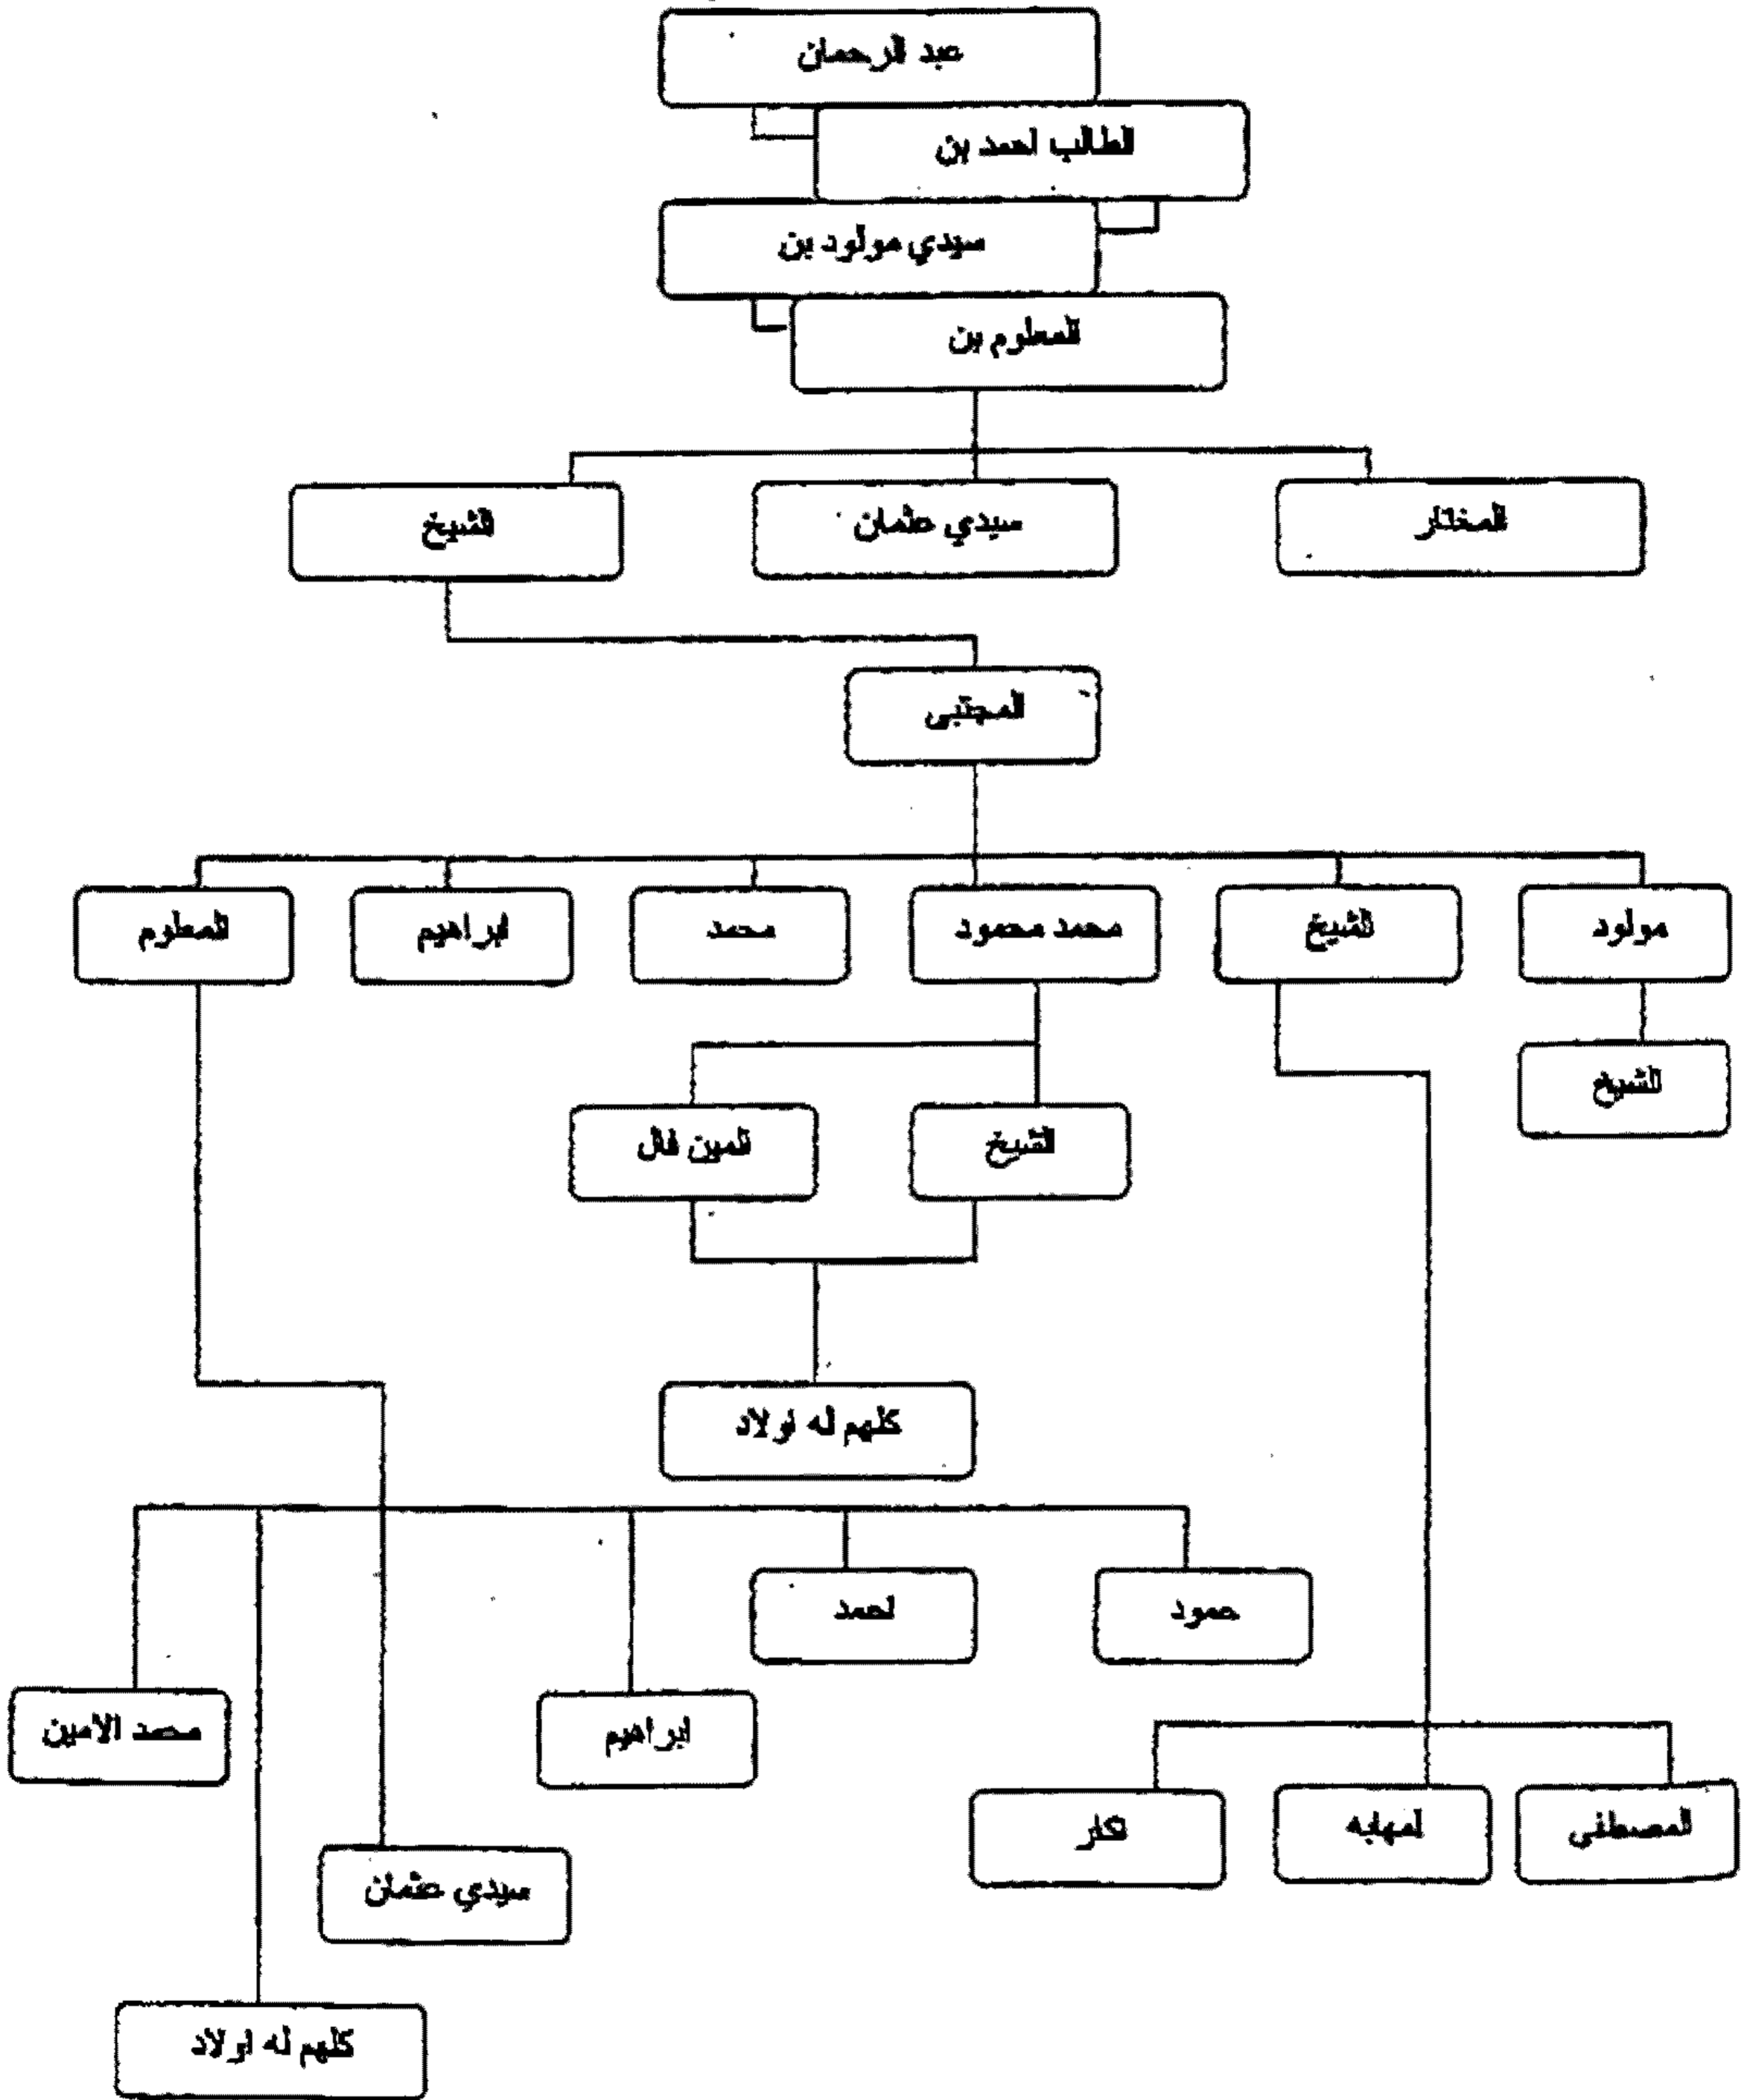 عبد الرحمان
الطالب احمد بن
سيدي مولود بن
المعلوم بن
المختار
سيدي عثمان
الشيخ
المجتبى
مولود
الشيخ
محمد محمود
محمد
ابراهيم
المعلوم
الشيخ
الشيخ
لمين فال
كلهم له اولاد
حمود
احمد
ابراهيم
محمد الامين
المصطفى
لمهابه
سيدي عثمان
كلهم له اولاد